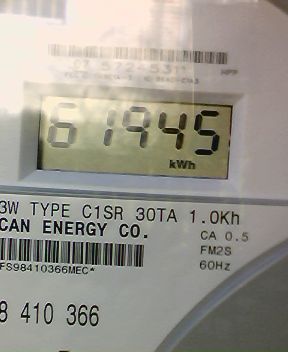 61945
kWh
3W TYPE C1SR 30TA 1.0Kh
CAN ENERGY CO.
CA 0.5
FM2S
60Hz
FS98410366MEC*
8 410 366